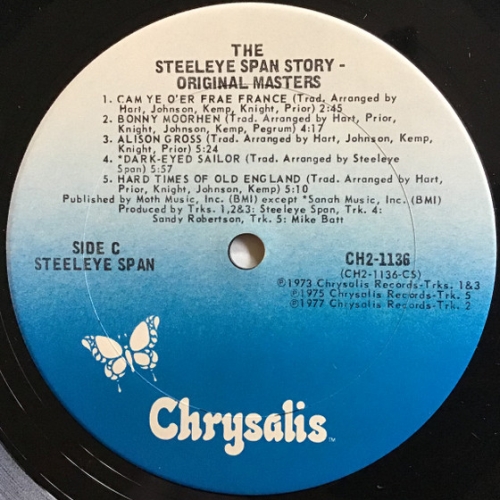 THE
STEELEYE SPAN STORY -
ORIGINAL MASTERS
1. CAM YE O'ER FRAE FRANCE (Trad. Arranged by
Hart, Johnson, Kemp, Knight, Prior) 2:45
2. BONNY MOORHEN (Trad. Arranged by Hart, Prior,
Knight, Johnson, Kemp, Pegrum) 4:17
3. ALISON GROSS (Trad. Arranged by Hart, Johnson, Kemp,
Knight, Prior) 5:24
4. *DARK-EYED SAILOR (Trad. Arranged by Steeleye
Span) 5:57
5. HARD TIMES OF OLD ENGLAND (Trad. Arranged by Hart,
Prior, Knight, Johnson, Kemp) 5:10
Published by Moth Music, Inc. (BMI) except *Sanah Music, Inc. (BMI)
Produced by Trks. 1,2&3: Steeleye Span, Trk. 4:
Sandy Robertson, Trk. 5: Mike Batt
SIDE C
STEELEYE SPAN
CH2-1136
(CH2-1136-CS)
℗1973 Chrysalis Records-Trks. 1&3
℗1975 Chrysalis Records-Trk. 5
℗1977 Chrysalis Records-Trk. 2
Chrysalis™